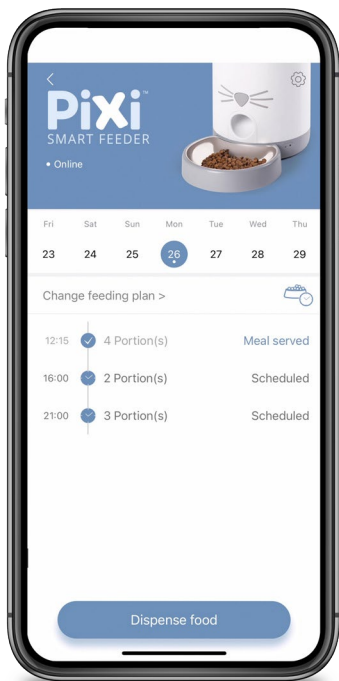 PiXi™
SMART FEEDER
• Online
Fri Sat Sun Mon Tue Wed Thu
23 24 25 26 27 28 29
Change feeding plan >
12:15 4 Portion(s) Meal served
16:00 2 Portion(s) Scheduled
21:00 3 Portion(s) Scheduled
Dispense food